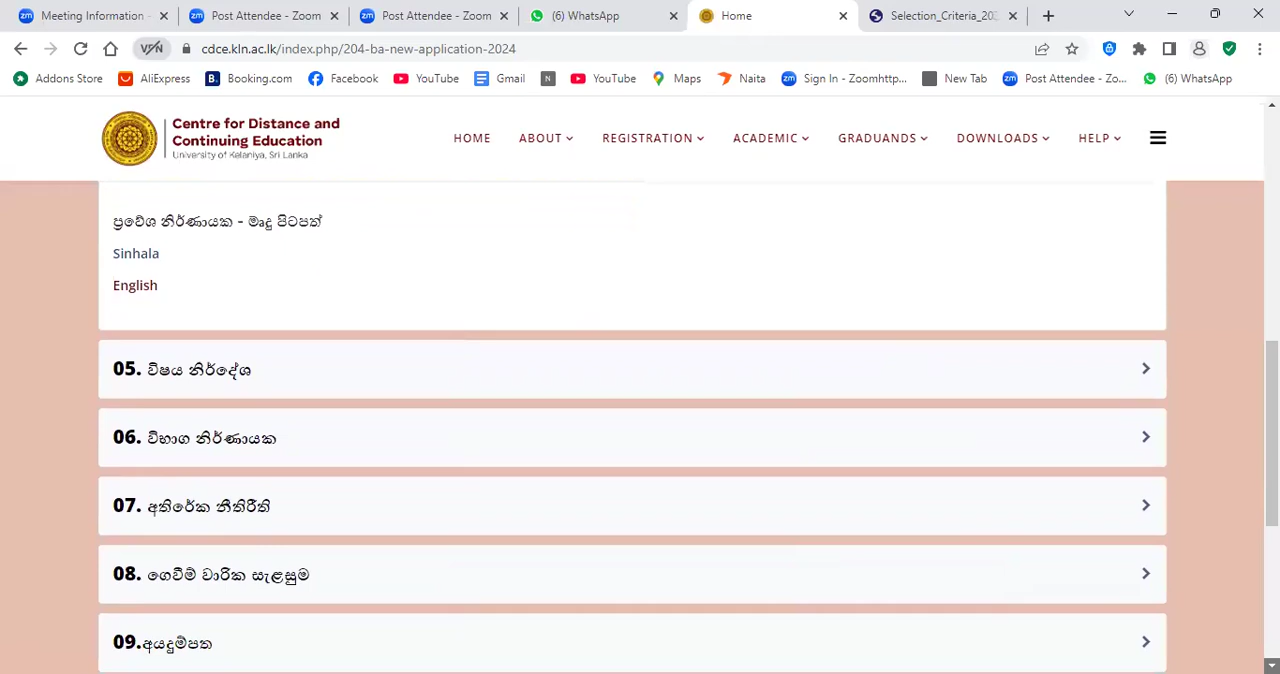 Meeting Information -
Post Attendee - Zoom
Post Attendee - Zoom
(6) WhatsApp
Home
Selection_Criteria_202
VPN
cdce.kln.ac.lk/index.php/204-ba-new-application-2024
Addons Store
AliExpress
Booking.com
Facebook
YouTube
Gmail
N
YouTube
Maps
Naita
Sign In - Zoomhttp...
New Tab
Post Attendee - Zo...
(6) WhatsApp
Centre for Distance and
Continuing Education
University of Kelaniya, Sri Lanka
HOME
ABOUT
REGISTRATION
ACADEMIC
GRADUANDS
DOWNLOADS
HELP
ප්‍රවේශ නිර්ණායක - මෘදු පිටපත්
Sinhala
English
05. විෂය නිර්දේශ
06. විභාග නිර්ණායක
07. අතිරේක නීතිරීති
08. ගෙවීම් වාරික සැළසුම
09.අයදුම්පත